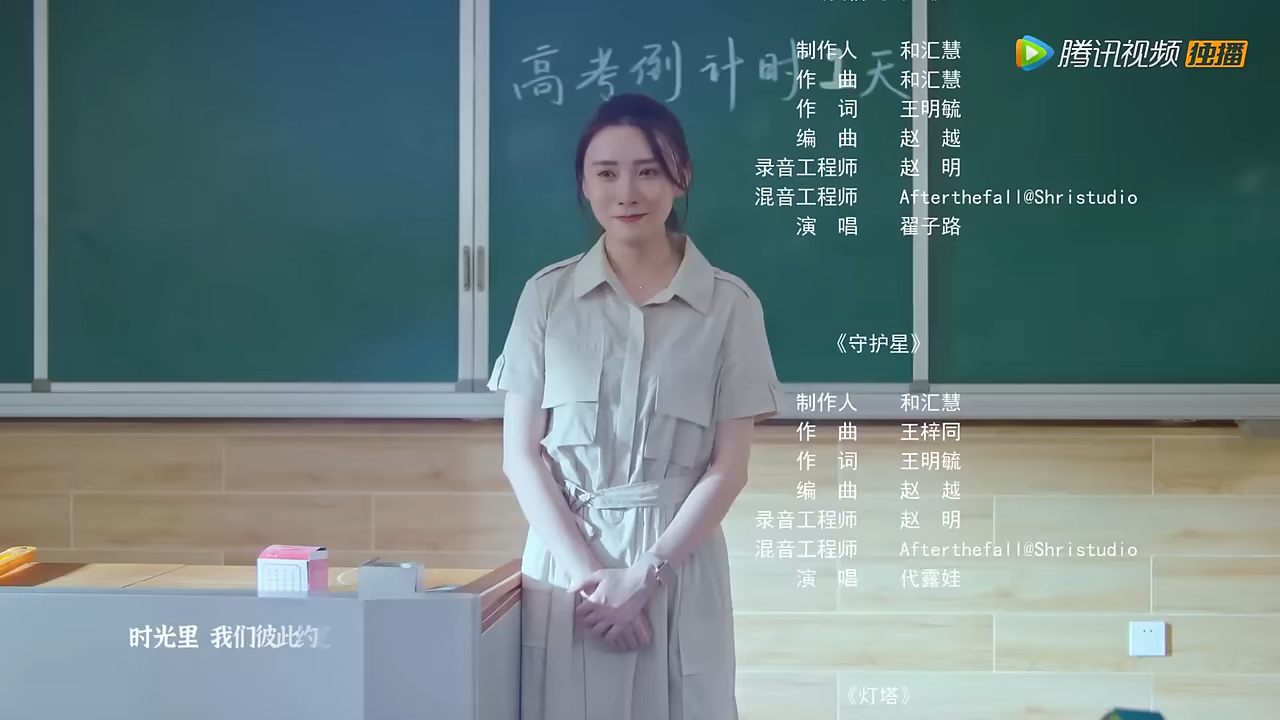 腾讯视频 独播
高考倒计时1天
制作人 和汇慧
作 曲 和汇慧
作 词 王明毓
编 曲 赵 越
录音工程师 赵 明
混音工程师 Afterthefall@Shristudio
演 唱 翟子路
《守护星》
制作人 和汇慧
作 曲 王梓同
作 词 王明毓
编 曲 赵 越
录音工程师 赵 明
混音工程师 Afterthefall@Shristudio
演 唱 代露娃
时光里 我们彼此约
《灯塔》